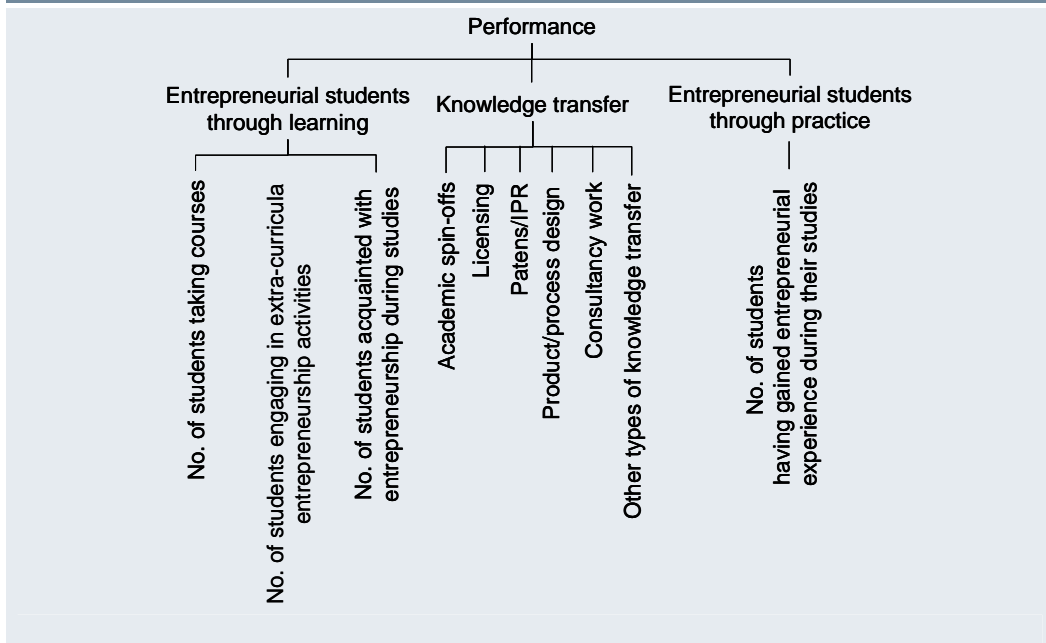 Performance
Entrepreneurial students
through learning
No. of students taking courses
No. of students engaging in extra-curricula
entrepreneurship activities
No. of students acquainted with
entrepreneurship during studies
Knowledge transfer
Academic spin-offs
Licensing
Patens/IPR
Product/process design
Consultancy work
Other types of knowledge transfer
Entrepreneurial students
through practice
No. of students
having gained entrepreneurial
experience during their studies